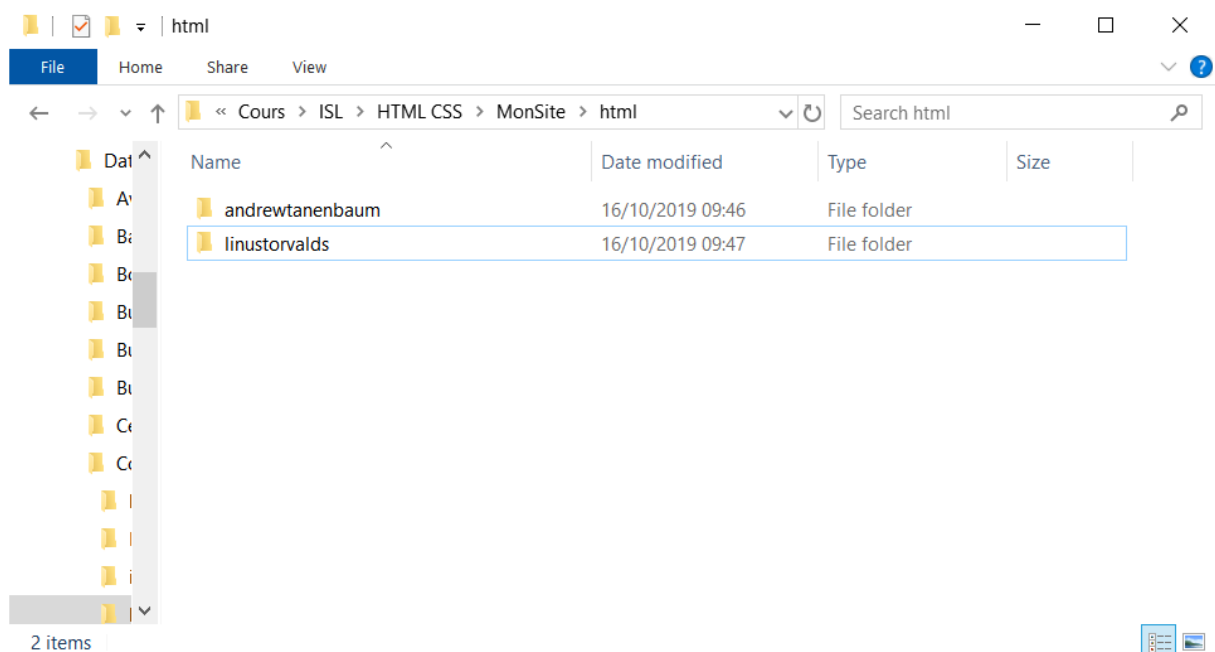 html
File Home Share View ?
« Cours > ISL > HTML CSS > MonSite > html Search html
Name Date modified Type Size
andrewtanenbaum 16/10/2019 09:46 File folder
linustorvalds 16/10/2019 09:47 File folder
2 items